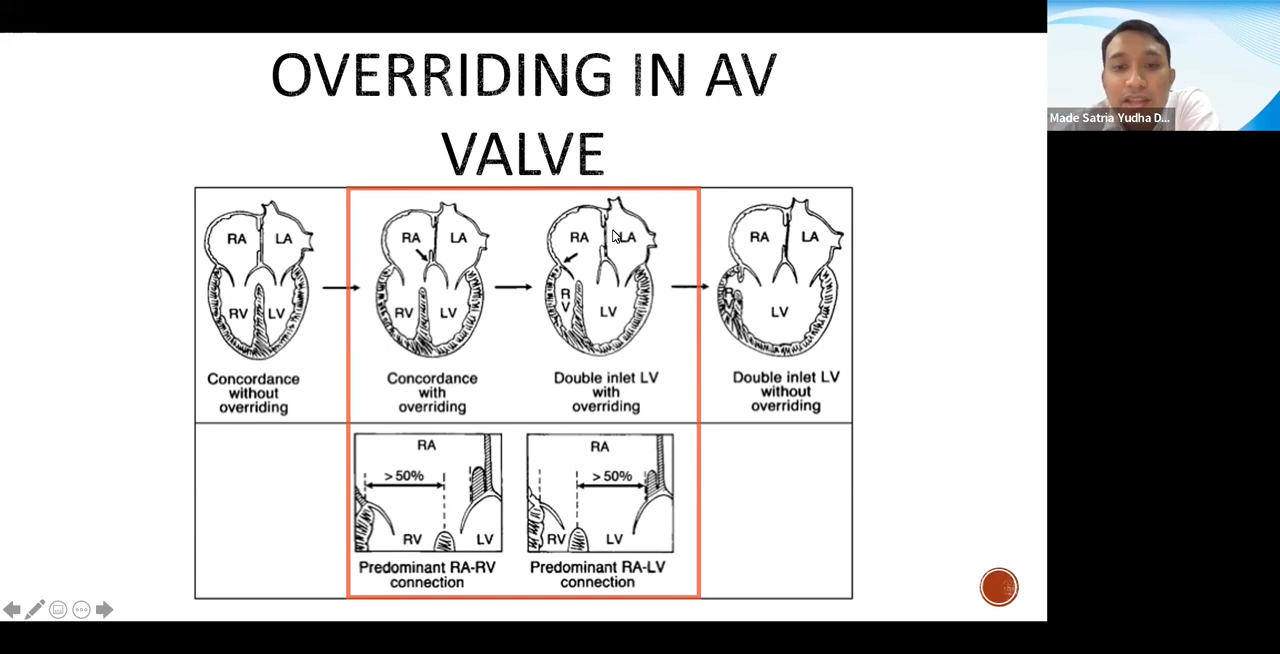 OVERRIDING IN AV
VALVE
Made Satria Yudha D...
RA
LA
RV
LV
Concordance
without
overriding
RA
LA
RV
LV
Concordance
with
overriding
RA
LA
RV
LV
Double inlet LV
with
overriding
RA
LA
RV
LV
Double inlet LV
without
overriding
RA
> 50%
RV
LV
Predominant RA-RV
connection
RA
> 50%
RV
LV
Predominant RA-LV
connection